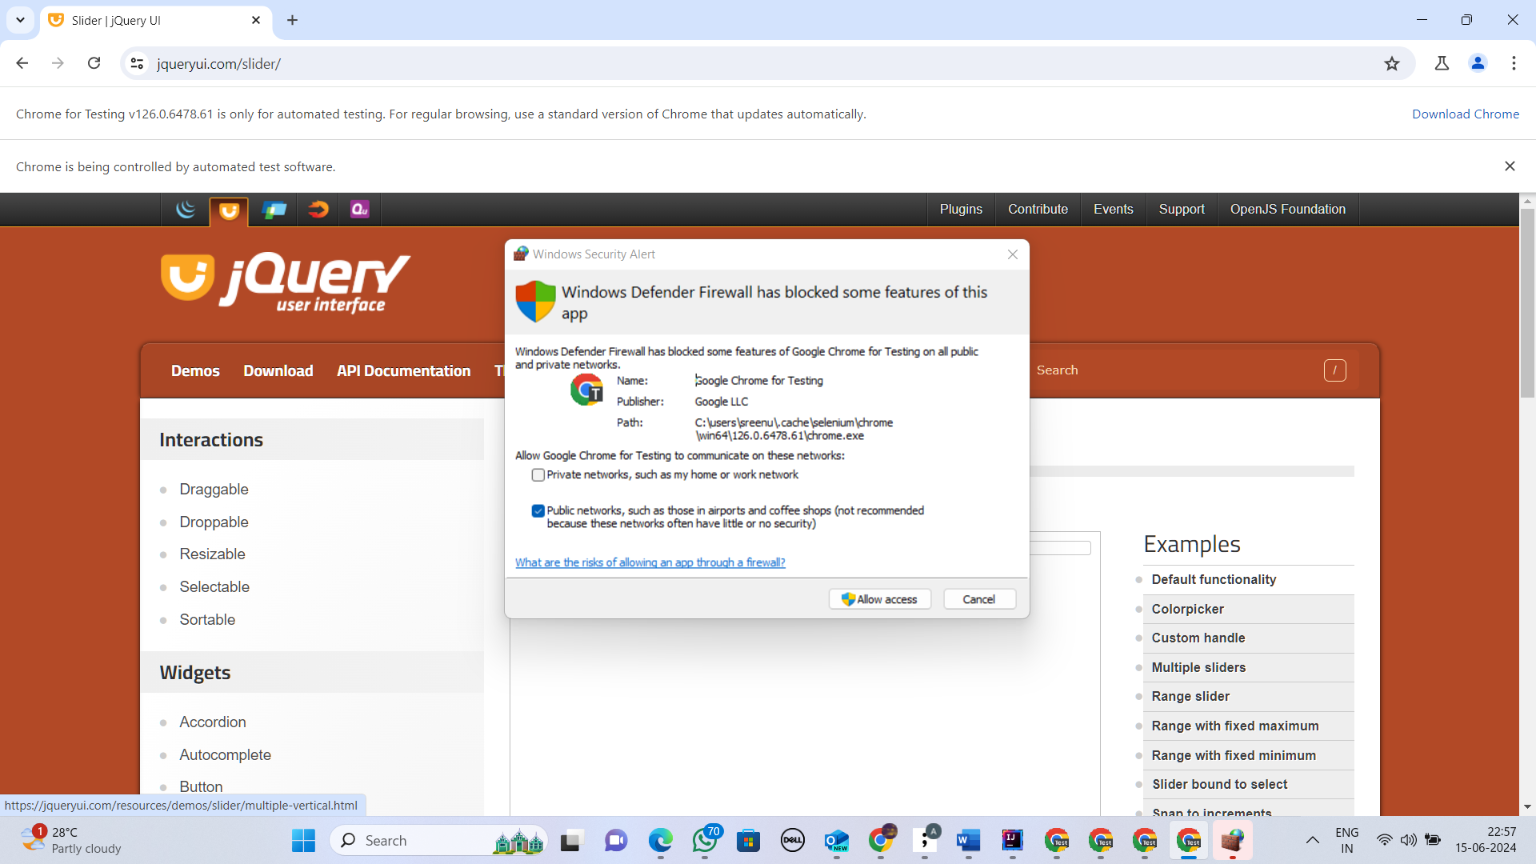 Slider | jQuery UI
jqueryui.com/slider/
Chrome for Testing v126.0.6478.61 is only for automated testing. For regular browsing, use a standard version of Chrome that updates automatically.
Download Chrome
Chrome is being controlled by automated test software.
Qu
Plugins
Contribute
Events
Support
OpenJS Foundation
jQuery
user interface
Windows Security Alert
Windows Defender Firewall has blocked some features of this
app
Windows Defender Firewall has blocked some features of Google Chrome for Testing on all public
and private networks.
Name: Google Chrome for Testing
Publisher: Google LLC
Path: C:\users\sreenu\.cache\selenium\chrome
\win64\126.0.6478.61\chrome.exe
Allow Google Chrome for Testing to communicate on these networks:
Private networks, such as my home or work network
Public networks, such as those in airports and coffee shops (not recommended
because these networks often have little or no security)
What are the risks of allowing an app through a firewall?
Allow access
Cancel
Demos
Download
API Documentation
Search
/
Interactions
Draggable
Droppable
Resizable
Selectable
Sortable
Widgets
Accordion
Autocomplete
Button
Examples
Default functionality
Colorpicker
Custom handle
Multiple sliders
Range slider
Range with fixed maximum
Range with fixed minimum
Slider bound to select
Snap to increments
https://jqueryui.com/resources/demos/slider/multiple-vertical.html
1
28°C
Partly cloudy
Search
70
DELL
NEW
A
W
IJ
Test
Test
Test
Test
ENG
IN
22:57
15-06-2024